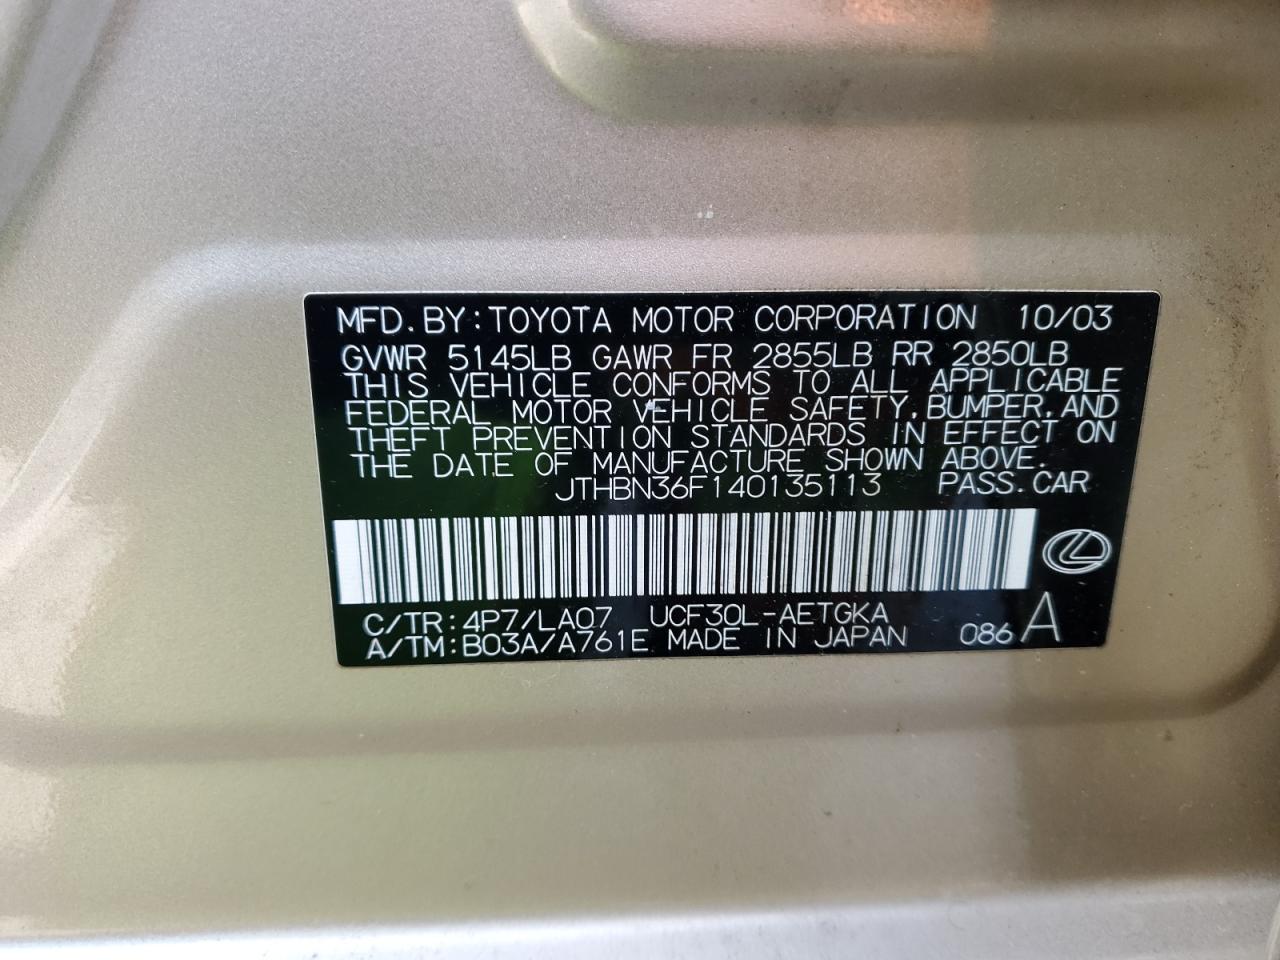 MFD.BY:TOYOTA MOTOR CORPORATION 10/03
GVWR 5145LB GAWR FR 2855LB RR 2850LB
THIS VEHICLE CONFORMS TO ALL APPLICABLE
FEDERAL MOTOR VEHICLE SAFETY,BUMPER,AND
THEFT PREVENTION STANDARDS IN EFFECT ON
THE DATE OF MANUFACTURE SHOWN ABOVE.
JTHBN36F140135113 PASS.CAR
C/TR:4P7/LA07 UCF30L-AETGKA
A/TM:B03A/A761E MADE IN JAPAN 086 A